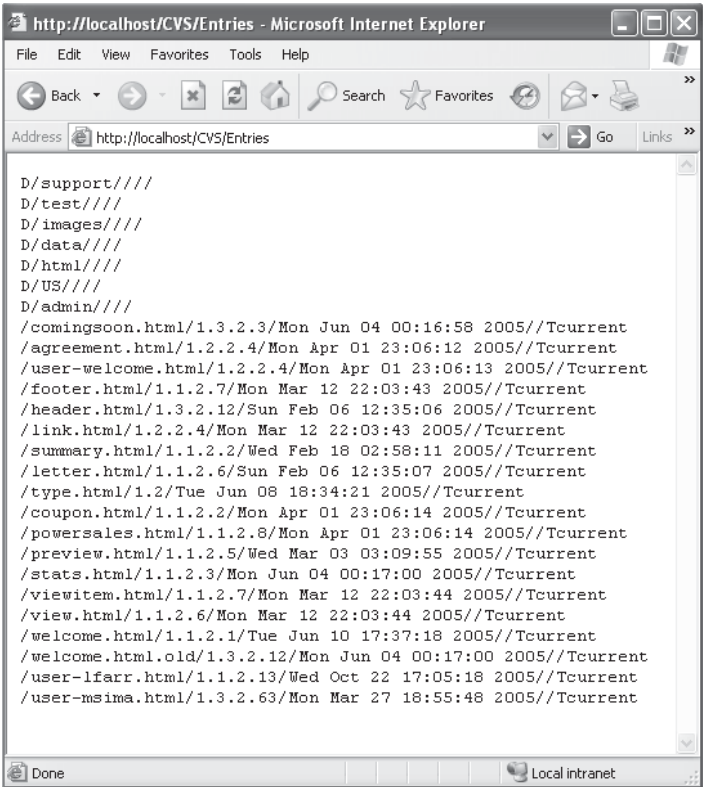 http://localhost/CVS/Entries - Microsoft Internet Explorer
File Edit View Favorites Tools Help
Back Search Favorites »
Address http://localhost/CVS/Entries Go Links »
D/support////
D/test////
D/images////
D/data////
D/html////
D/US////
D/admin////
/comingsoon.html/1.3.2.3/Mon Jun 04 00:16:58 2005//Tcurrent
/agreement.html/1.2.2.4/Mon Apr 01 23:06:12 2005//Tcurrent
/user-welcome.html/1.2.2.4/Mon Apr 01 23:06:13 2005//Tcurrent
/footer.html/1.1.2.7/Mon Mar 12 22:03:43 2005//Tcurrent
/header.html/1.3.2.12/Sun Feb 06 12:35:06 2005//Tcurrent
/link.html/1.2.2.4/Mon Mar 12 22:03:43 2005//Tcurrent
/summary.html/1.1.2.2/Wed Feb 18 02:58:11 2005//Tcurrent
/letter.html/1.1.2.6/Sun Feb 06 12:35:07 2005//Tcurrent
/type.html/1.2/Tue Jun 08 18:34:21 2005//Tcurrent
/coupon.html/1.1.2.2/Mon Apr 01 23:06:14 2005//Tcurrent
/powersales.html/1.1.2.8/Mon Apr 01 23:06:14 2005//Tcurrent
/preview.html/1.1.2.5/Wed Mar 03 03:09:55 2005//Tcurrent
/stats.html/1.1.2.3/Mon Jun 04 00:17:00 2005//Tcurrent
/viewitem.html/1.1.2.7/Mon Mar 12 22:03:44 2005//Tcurrent
/view.html/1.1.2.6/Mon Mar 12 22:03:44 2005//Tcurrent
/welcome.html/1.1.2.1/Tue Jun 10 17:37:18 2005//Tcurrent
/welcome.html.old/1.3.2.12/Mon Jun 04 00:17:00 2005//Tcurrent
/user-lfarr.html/1.1.2.13/Wed Oct 22 17:05:18 2005//Tcurrent
/user-msima.html/1.3.2.63/Mon Mar 27 18:55:48 2005//Tcurrent
Done Local intranet